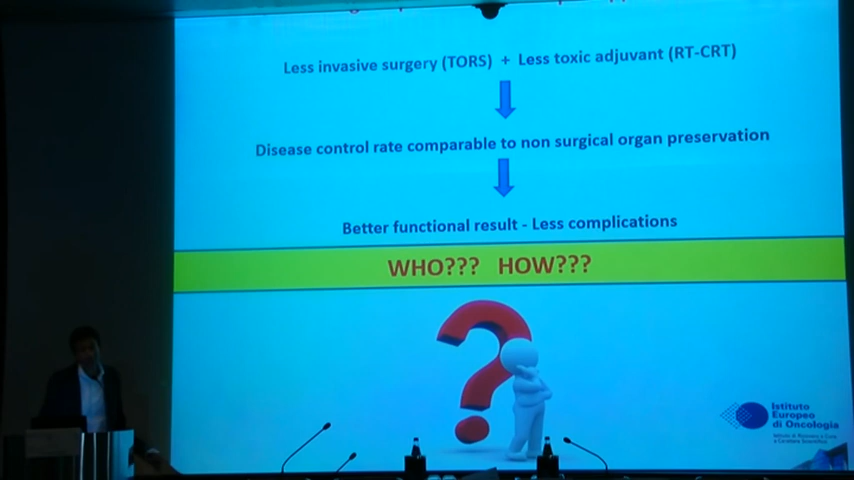 Less invasive surgery (TORS) + Less toxic adjuvant (RT-CRT)
Disease control rate comparable to non surgical organ preservation
Better functional result - Less complications
WHO??? HOW???
Istituto
Europeo
di Oncologia